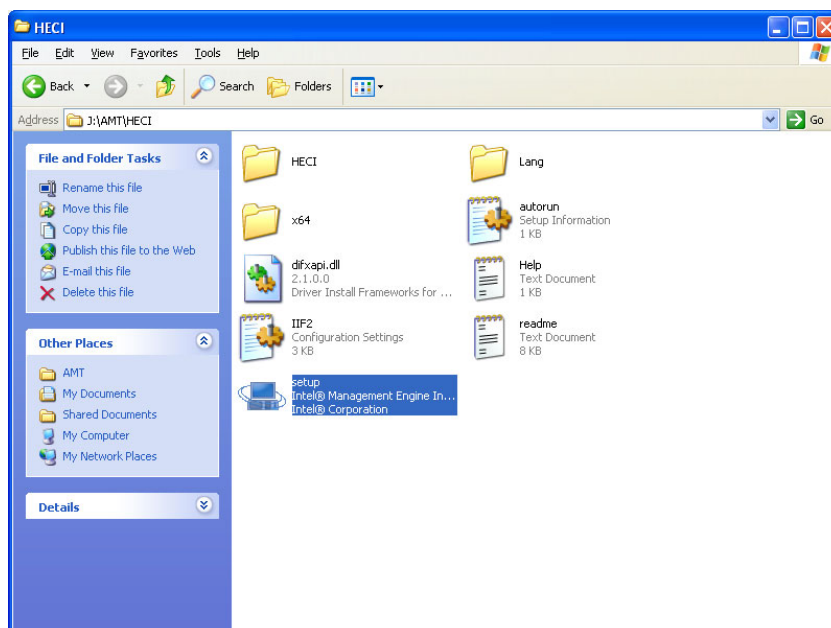 HECI
File Edit View Favorites Tools Help
Back Search Folders
Address J:\AMT\HECI Go
File and Folder Tasks
Rename this file
Move this file
Copy this file
Publish this file to the Web
E-mail this file
Delete this file
Other Places
AMT
My Documents
Shared Documents
My Computer
My Network Places
Details
HECI
Lang
x64
autorun
Setup Information
1 KB
difxapi.dll
2.1.0.0
Driver Install Frameworks for ...
Help
Text Document
1 KB
IIF2
Configuration Settings
3 KB
readme
Text Document
8 KB
setup
Intel® Management Engine In...
Intel® Corporation